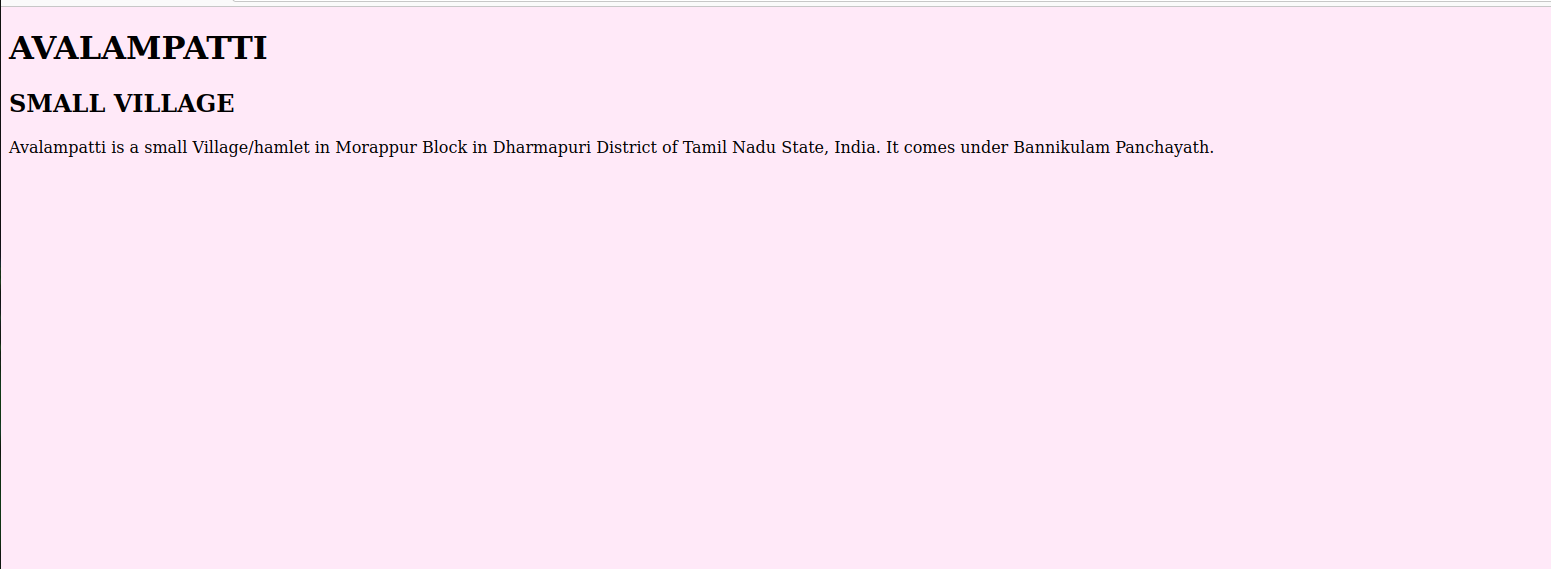 AVALAMPATTI
SMALL VILLAGE
Avalampatti is a small Village/hamlet in Morappur Block in Dharmapuri District of Tamil Nadu State, India. It comes under Bannikulam Panchayath.